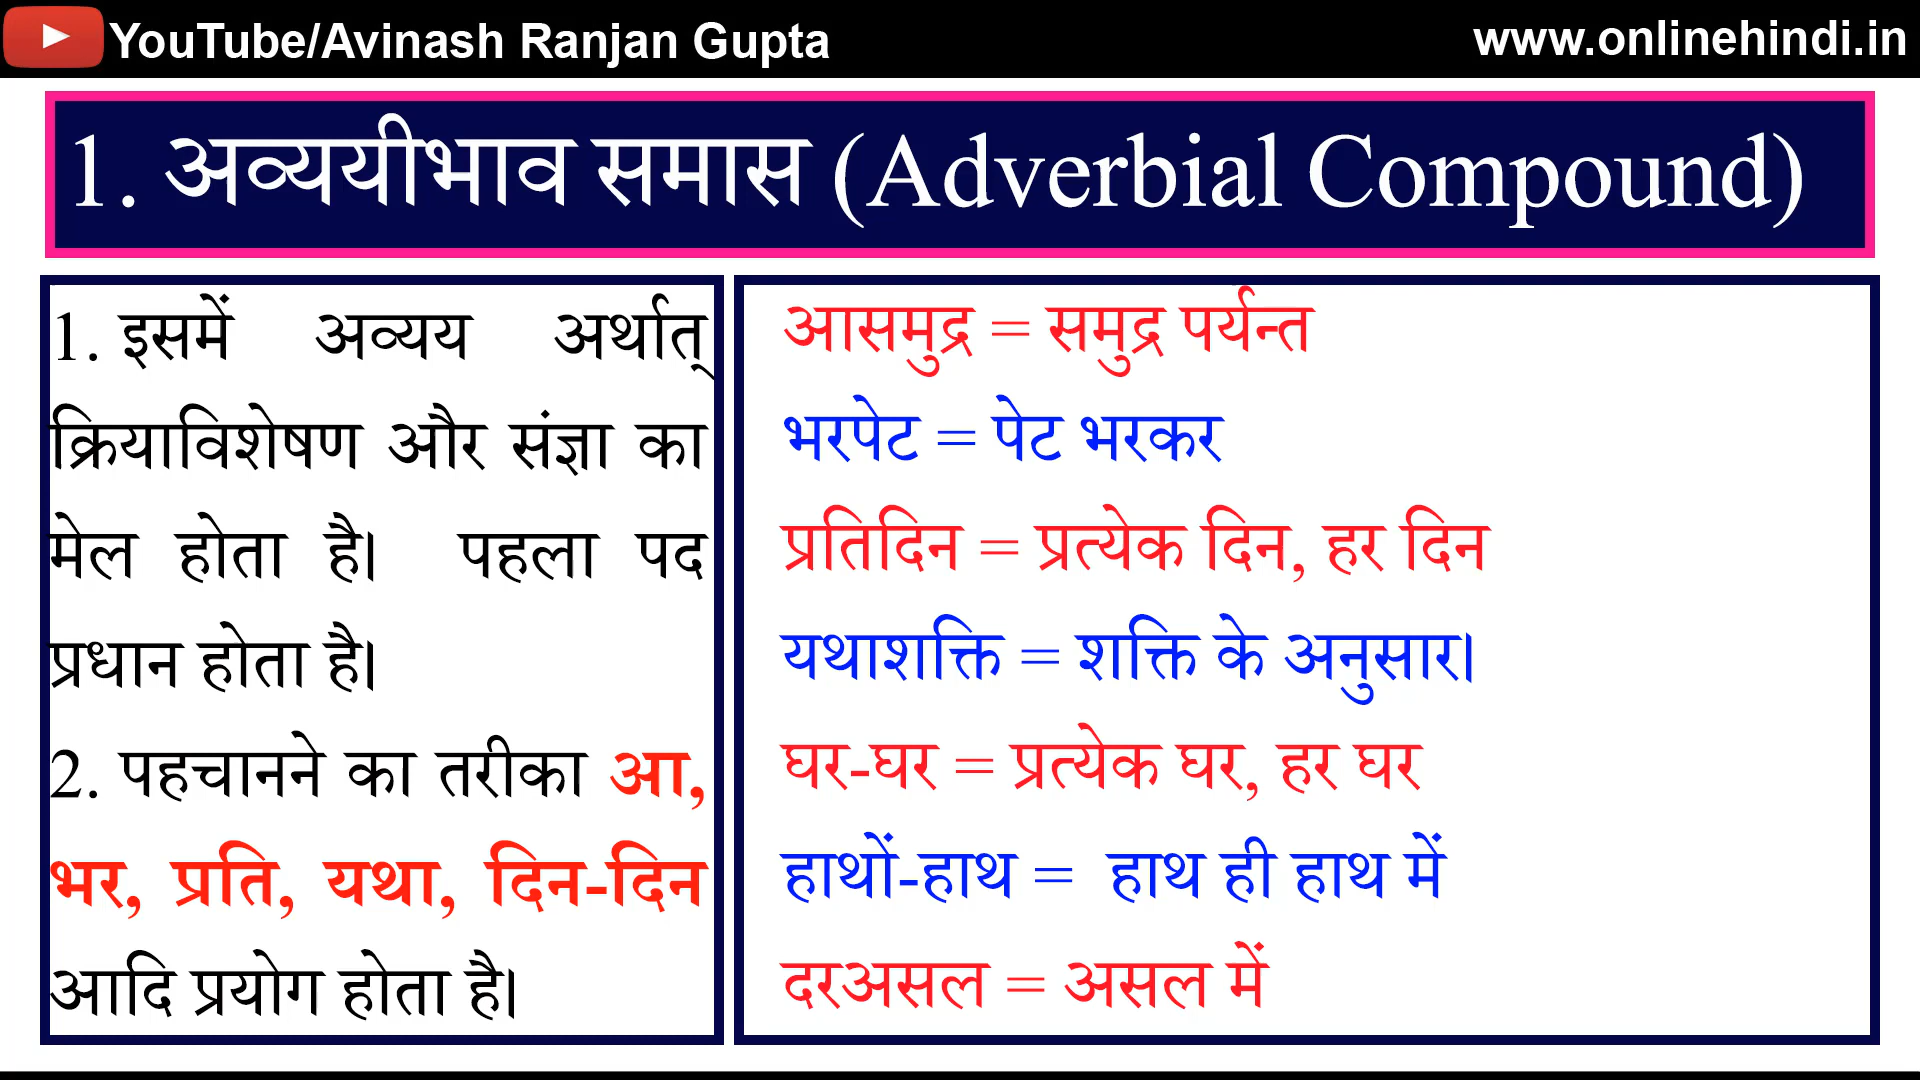 YouTube/Avinash Ranjan Gupta
www.onlinehindi.in
1. अव्ययीभाव समास (Adverbial Compound)
1. इसमें अव्यय अर्थात्
क्रियाविशेषण और संज्ञा का
मेल होता है। पहला पद
प्रधान होता है।
2. पहचानने का तरीका आ,
भर, प्रति, यथा, दिन-दिन
आदि प्रयोग होता है।
आसमुद्र = समुद्र पर्यन्त
भरपेट = पेट भरकर
प्रतिदिन = प्रत्येक दिन, हर दिन
यथाशक्ति = शक्ति के अनुसार।
घर-घर = प्रत्येक घर, हर घर
हाथों-हाथ = हाथ ही हाथ में
दरअसल = असल में